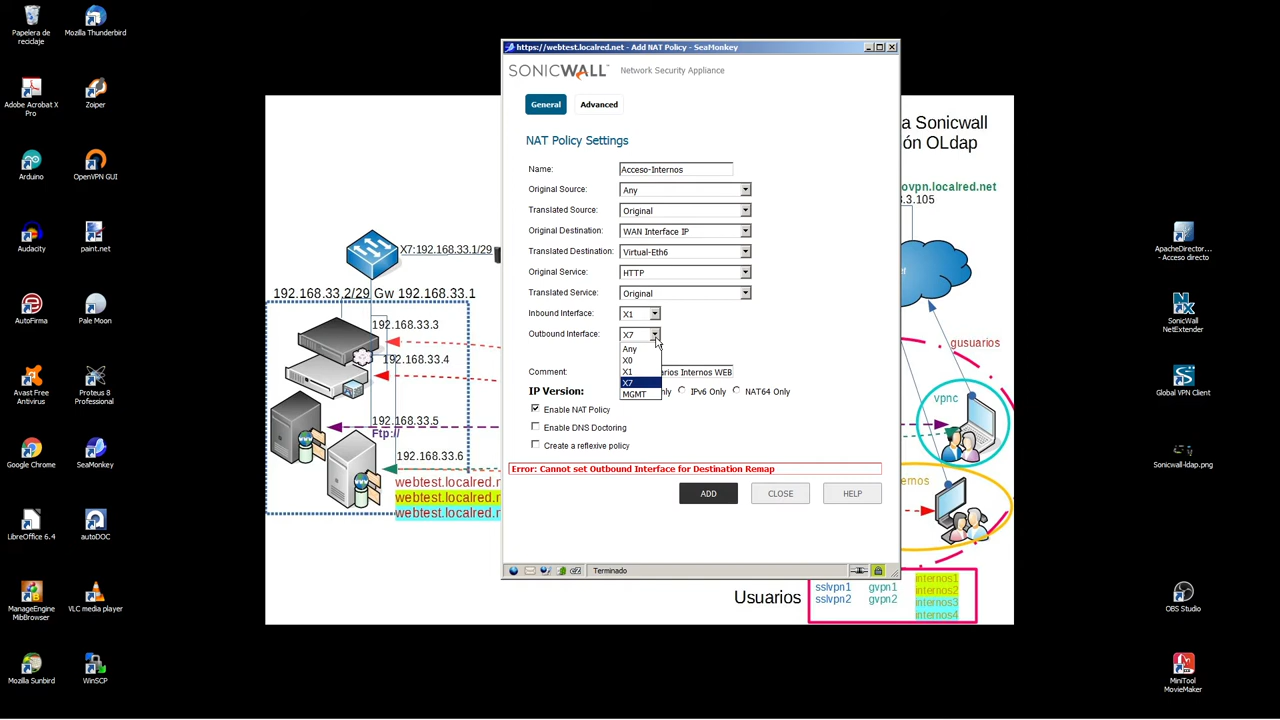 Papelera de
reciclaje
Mozilla Thunderbird
Adobe Acrobat X
Pro
Zoiper
Arduino
OpenVPN GUI
Audacity
paint.net
AutoFirma
Pale Moon
Avast Free
Antivirus
Proteus 8
Professional
Google Chrome
SeaMonkey
LibreOffice 6.4
autoDOC
ManageEngine
MibBrowser
VLC media player
Mozilla Sunbird
WinSCP
X7:192.168.33.1/29
192.168.33.2/29 Gw 192.168.33.1
192.168.33.3
192.168.33.4
192.168.33.5
Ftp://
192.168.33.6
webtest.localred.n
webtest.localred.n
webtest.localred.n
https://webtest.localred.net - Add NAT Policy - SeaMonkey
SONICWALL Network Security Appliance
General Advanced
NAT Policy Settings
Name: Acceso-Internos
Original Source: Any
Translated Source: Original
Original Destination: WAN Interface IP
Translated Destination: Virtual-Eth6
Original Service: HTTP
Translated Service: Original
Inbound Interface: X1
Outbound Interface: X7
Any
X0
X1
X7
MGMT
Comment: arios Internos WEB
IP Version: nly IPv6 Only NAT64 Only
Enable NAT Policy
Enable DNS Doctoring
Create a reflexive policy
Error: Cannot set Outbound Interface for Destination Remap
ADD CLOSE HELP
Terminado
a Sonicwall
ón OLdap
ovpn.localred.net
.3.105
ef
gusuarios
vpnc
ernos
Usuarios
sslvpn1 gvpn1 internos1
sslvpn2 gvpn2 internos2
internos3
internos4
ApacheDirector...
- Acceso directo
SonicWall
NetExtender
Global VPN Client
Sonicwall-ldap.png
OBS Studio
MiniTool
MovieMaker